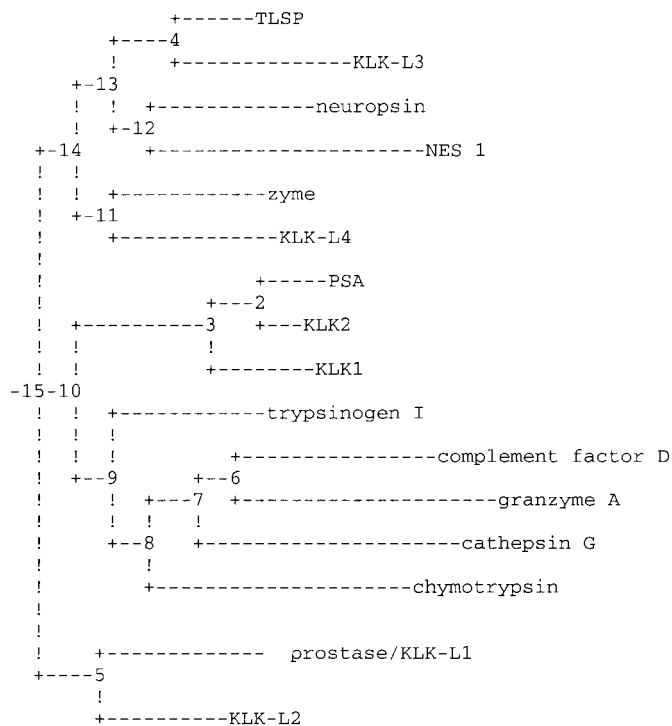 +------TLSP
+----4
! +--------------KLK-L3
+--13
! ! +-------------neuropsin
! +--12
+--14 +----------------------NES 1
! !
! ! +------------zyme
! +--11
! +-------------KLK-L4
!
! +-----PSA
! +---2
! +-----------3 +---KLK2
! ! !
! ! +--------KLK1
-15-10
! ! +------------trypsinogen I
! ! !
! ! ! +----------------complement factor D
! +--9 +--6
! ! +---7 +---------------------granzyme A
! ! ! !
! +--8 +---------------------cathepsin G
! !
! +---------------------chymotrypsin
!
!
! +------------- prostase/KLK-L1
+----5
!
+----------KLK-L2